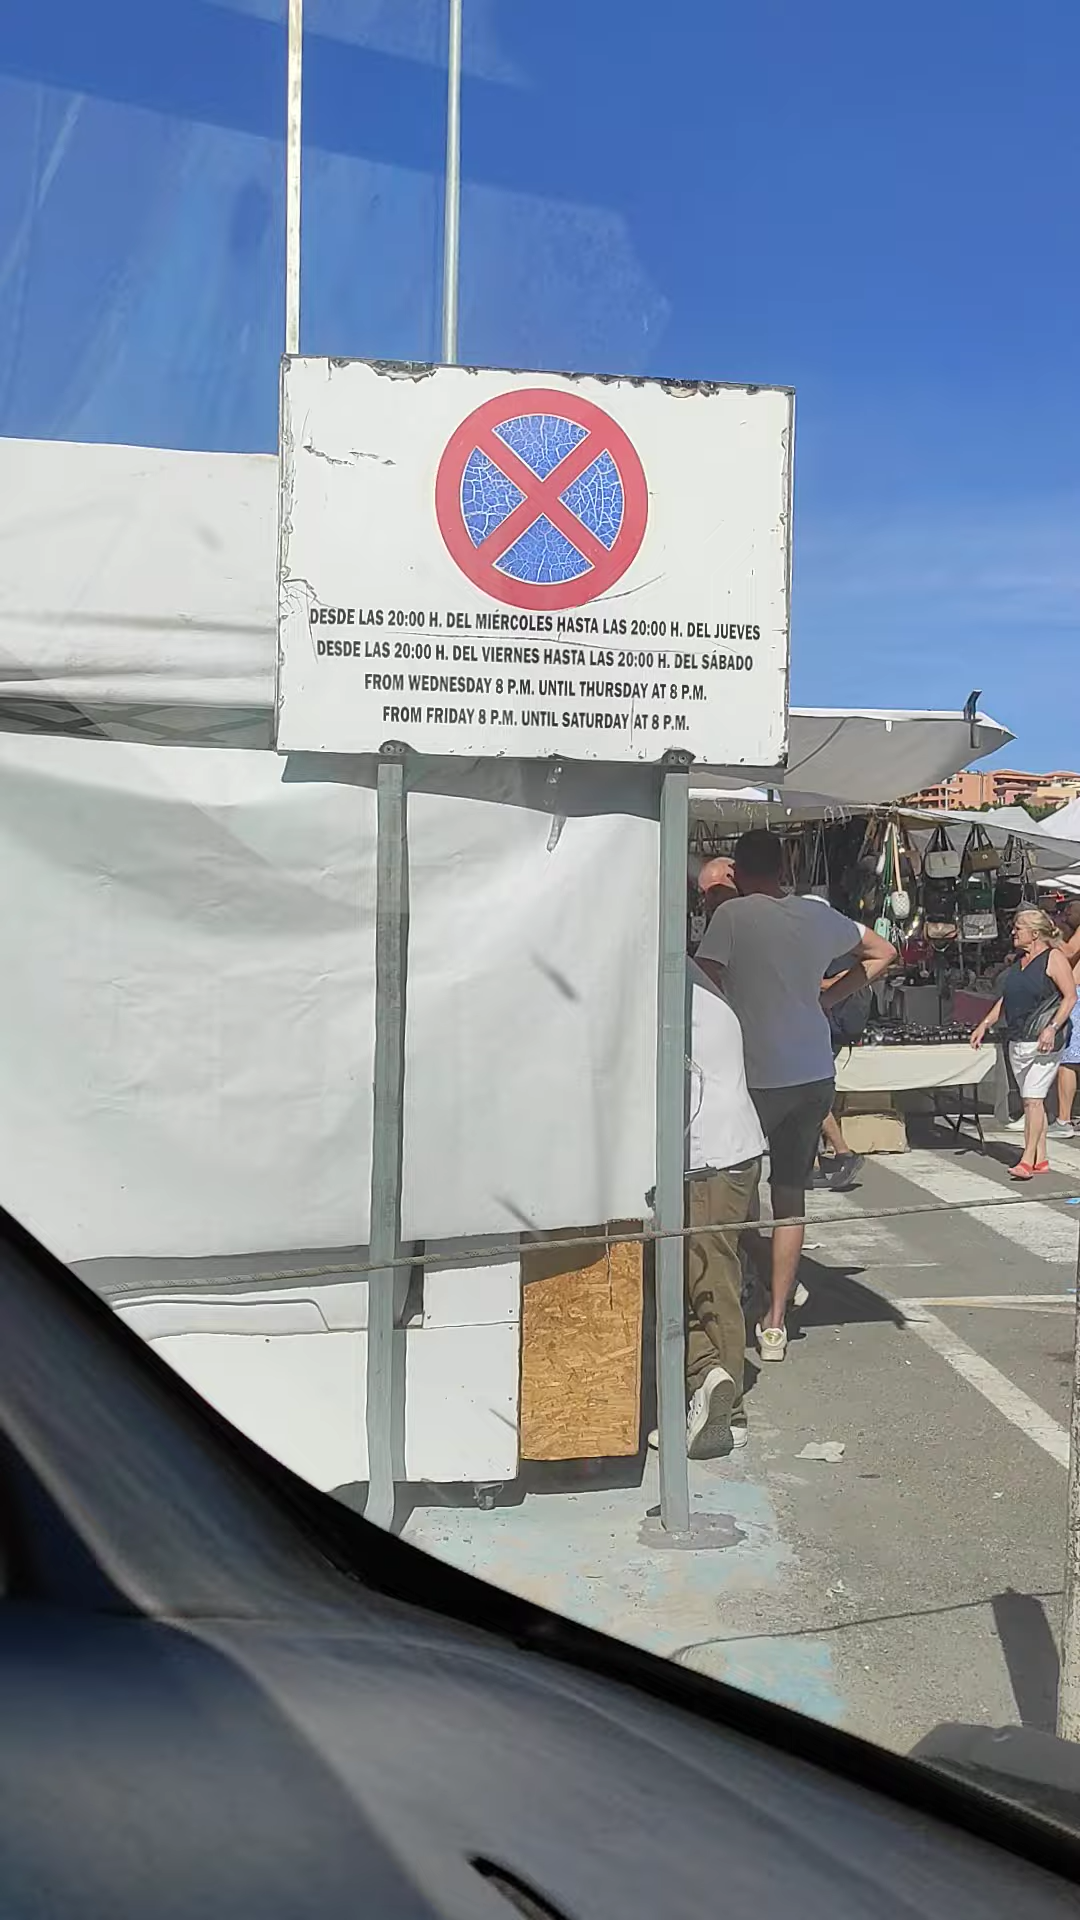 DESDE LAS 20:00 H. DEL MIÉRCOLES HASTA LAS 20:00 H. DEL JUEVES
DESDE LAS 20:00 H. DEL VIERNES HASTA LAS 20:00 H. DEL SÁBADO
FROM WEDNESDAY 8 P.M. UNTIL THURSDAY AT 8 P.M.
FROM FRIDAY 8 P.M. UNTIL SATURDAY AT 8 P.M.